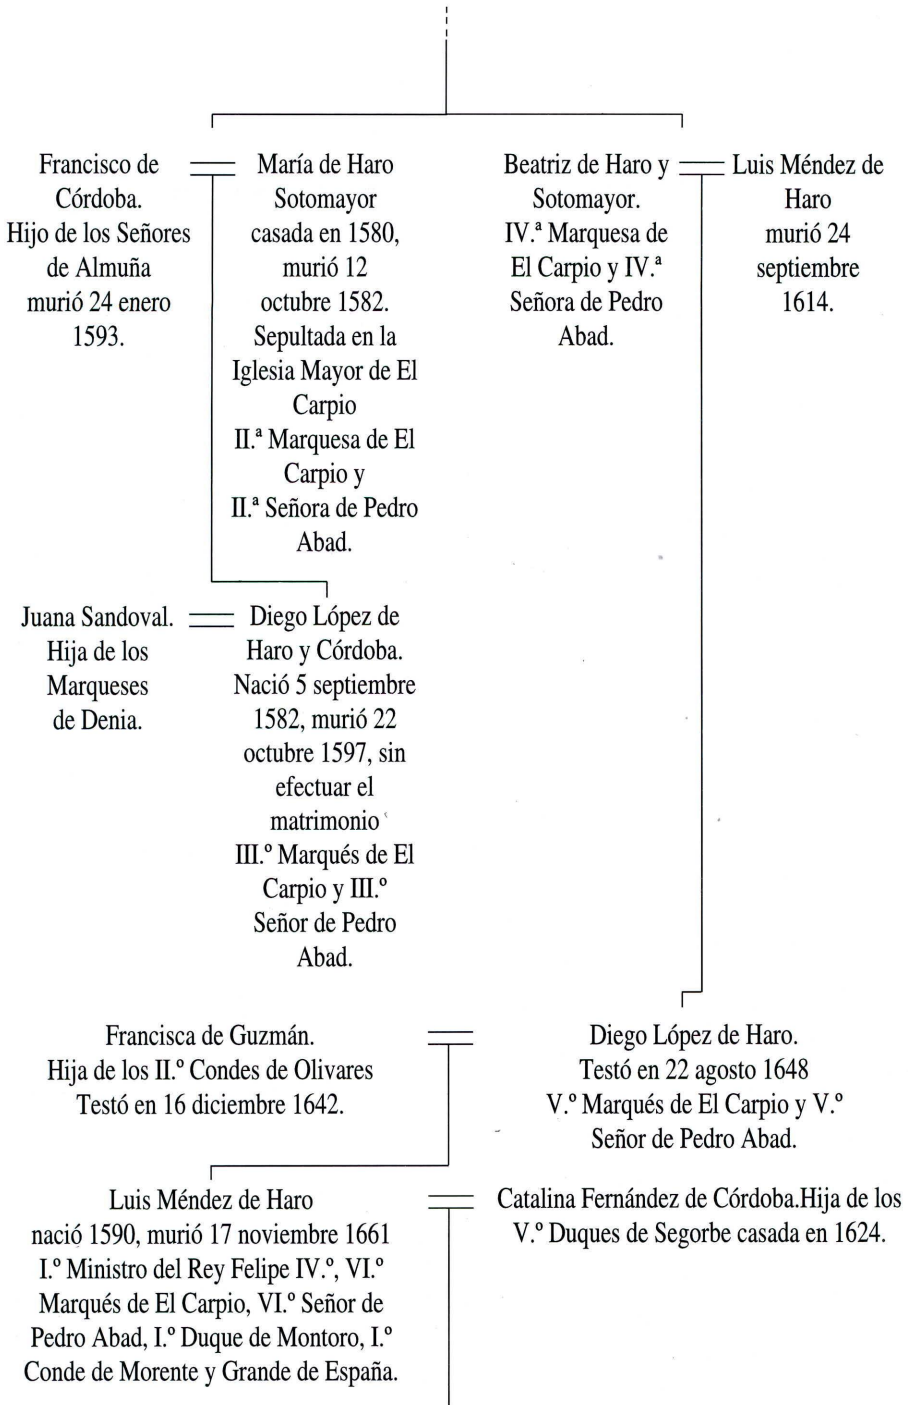 Francisco de
Córdoba.
Hijo de los Señores
de Almuña
murió 24 enero
1593.
María de Haro
Sotomayor
casada en 1580,
murió 12
octubre 1582.
Sepultada en la
Iglesia Mayor de El
Carpio
II.ª Marquesa de El
Carpio y
II.ª Señora de Pedro
Abad.
Beatriz de Haro y
Sotomayor.
IV.ª Marquesa de
El Carpio y IV.ª
Señora de Pedro
Abad.
Luis Méndez de
Haro
murió 24
septiembre
1614.
Juana Sandoval.
Hija de los
Marqueses
de Denia.
Diego López de
Haro y Córdoba.
Nació 5 septiembre
1582, murió 22
octubre 1597, sin
efectuar el
matrimonio
III.º Marqués de El
Carpio y III.º
Señor de Pedro
Abad.
Francisca de Guzmán.
Hija de los II.º Condes de Olivares
Testó en 16 diciembre 1642.
Diego López de Haro.
Testó en 22 agosto 1648
V.º Marqués de El Carpio y V.º
Señor de Pedro Abad.
Luis Méndez de Haro
nació 1590, murió 17 noviembre 1661
I.º Ministro del Rey Felipe IV.º, VI.º
Marqués de El Carpio, VI.º Señor de
Pedro Abad, I.º Duque de Montoro, I.º
Conde de Morente y Grande de España.
Catalina Fernández de Córdoba.Hija de los
V.º Duques de Segorbe casada en 1624.